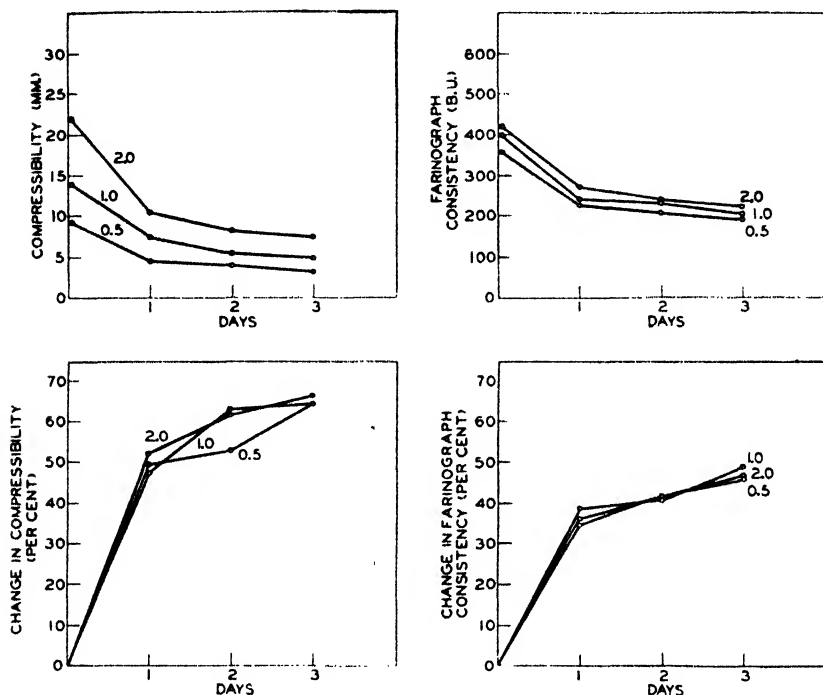 COMPRESSIBILITY (MM.)
35
30
25
20
15
10
5
0
2.0
1.0
0.5
1 2 3
DAYS
FARINOGRAPH
CONSISTENCY (B.U.)
600
500
400
300
200
100
0
2.0
1.0
0.5
1 2 3
DAYS
CHANGE IN COMPRESSIBILITY
(PER CENT)
70
60
50
40
30
20
10
0
2.0
1.0
0.5
1 2 3
DAYS
CHANGE IN FARINOGRAPH
CONSISTENCY (PER CENT)
70
60
50
40
30
20
10
0
1.0
2.0
0.5
1 2 3
DAYS